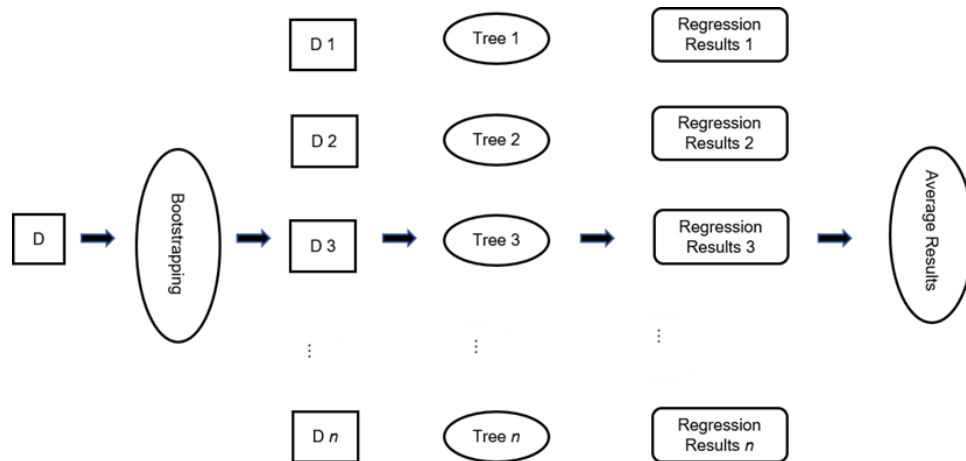 D 1
Tree 1
Regression
Results 1
D 2
Tree 2
Regression
Results 2
D
Bootstrapping
D 3
Tree 3
Regression
Results 3
Average Results
⋮
⋮
⋮
D n
Tree n
Regression
Results n